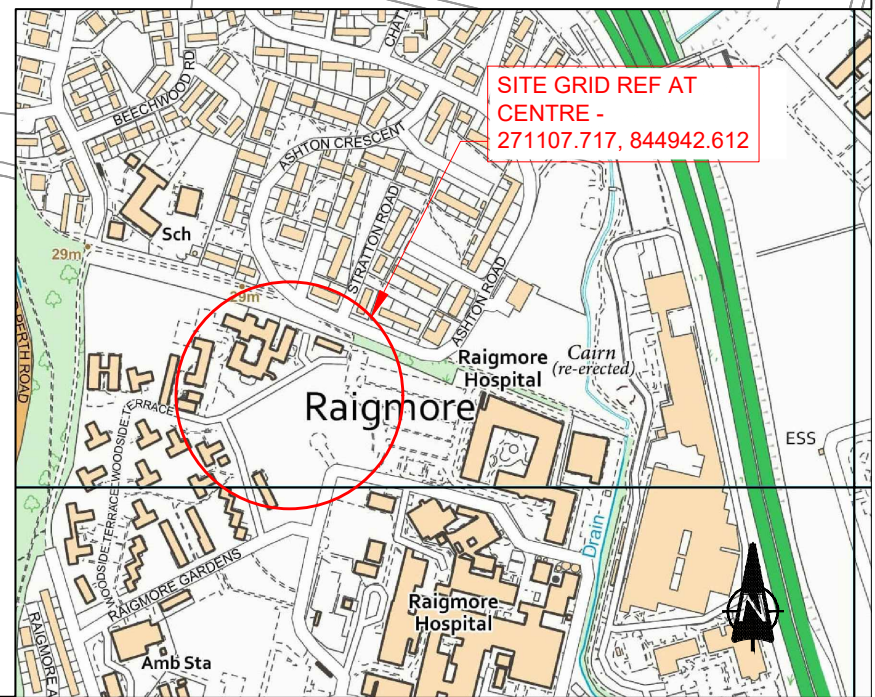 CHATT
BEECHWOOD RD
SITE GRID REF AT
CENTRE -
271107.717, 844942.612
ASHTON CRESCENT
Sch
STRATTON ROAD
29m
29m
ASHTON ROAD
PERTH ROAD
Raigmore
Hospital
Cairn
(re-erected)
Raigmore
TERRACE
WOODSIDE
ESS
WOODSIDE TERRACE
Drain
RAIGMORE GARDENS
Raigmore
Hospital
N
RAIGMORE A
Amb Sta